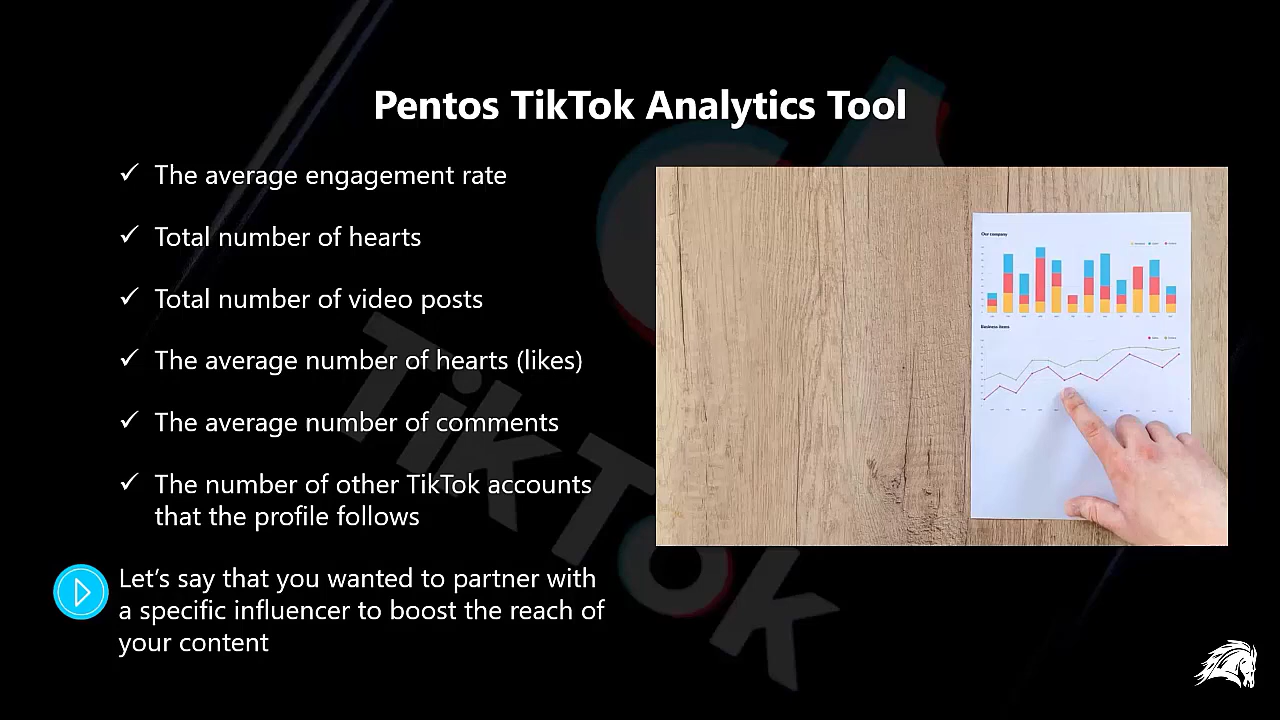 Pentos TikTok Analytics Tool
✓ The average engagement rate
✓ Total number of hearts
✓ Total number of video posts
✓ The average number of hearts (likes)
✓ The average number of comments
✓ The number of other TikTok accounts
that the profile follows
Let’s say that you wanted to partner with
a specific influencer to boost the reach of
your content
Our company
Business items
TikTok